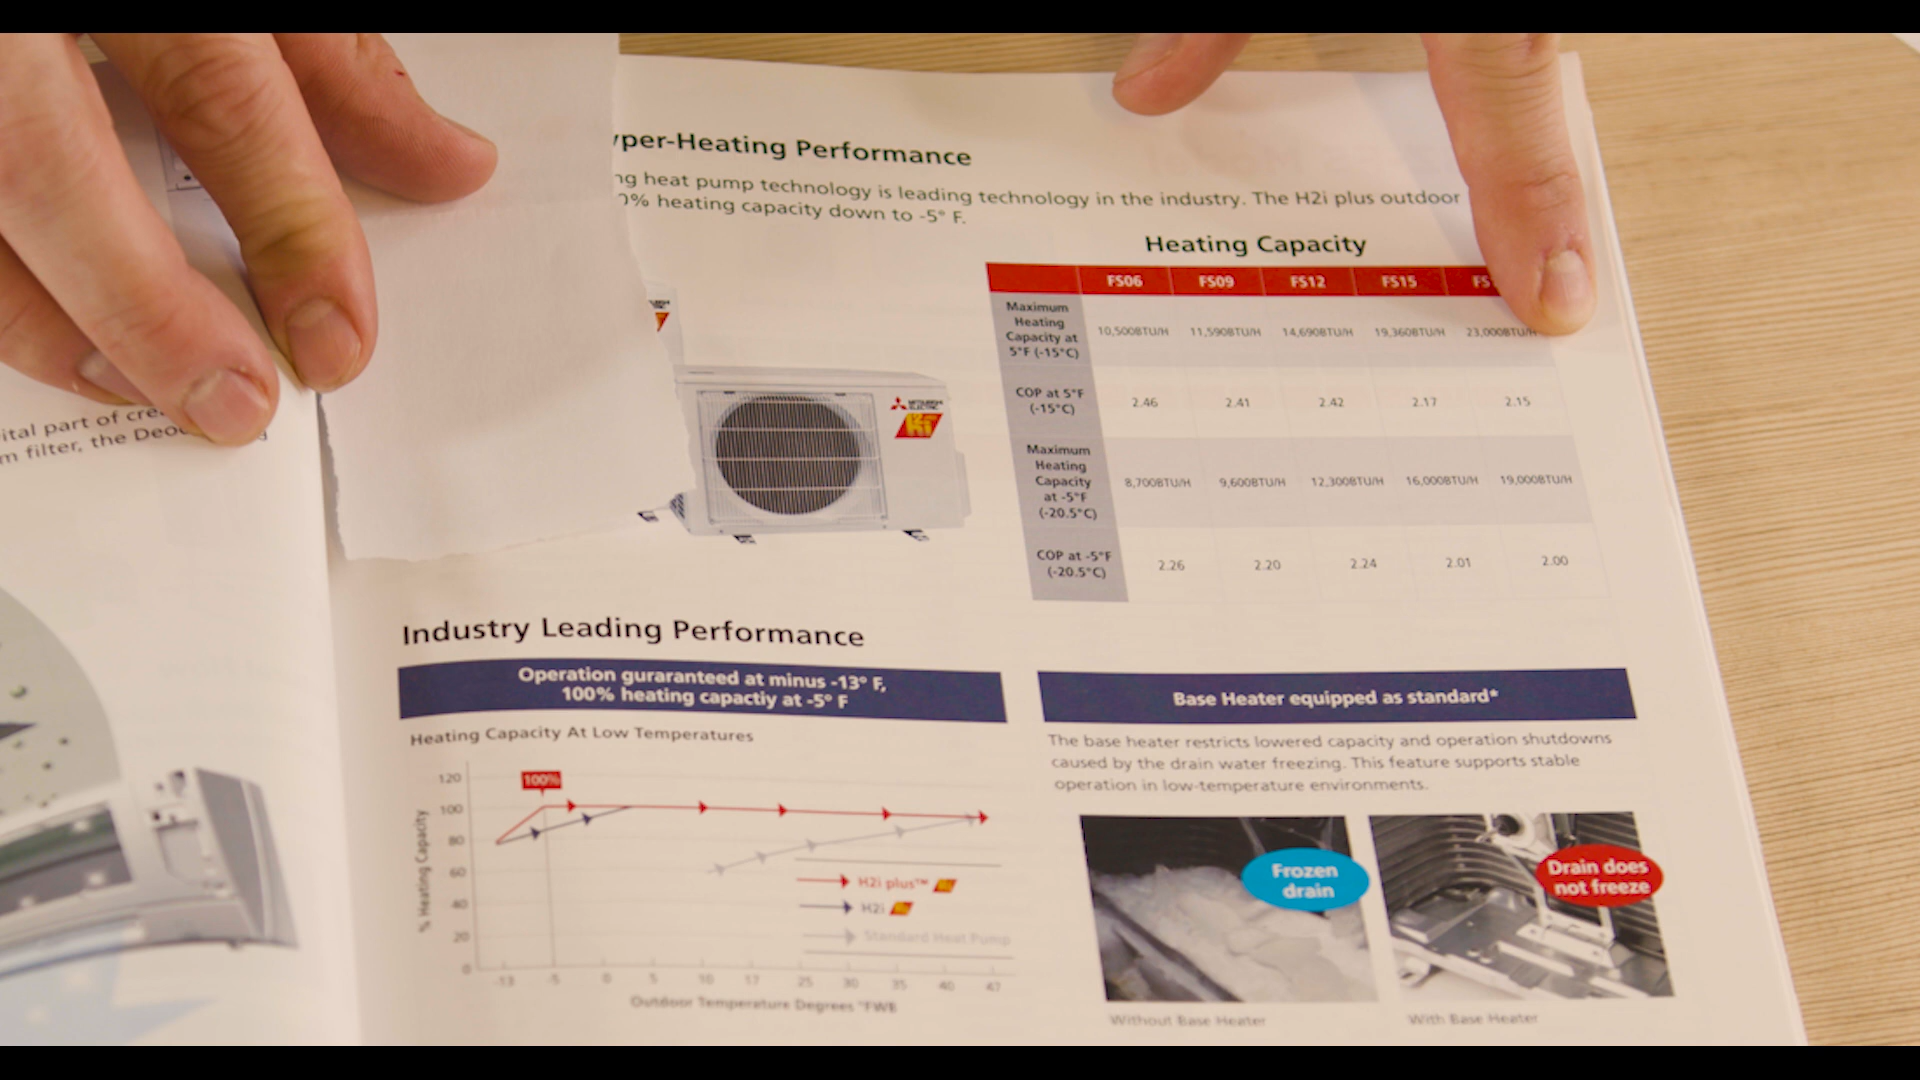 yper-Heating Performance
ng heat pump technology is leading technology in the industry. The H2i plus outdoor
0% heating capacity down to -5° F.
Heating Capacity
FS06 FS09 FS12 FS15 FS
Maximum
Heating
Capacity at
5°F (-15°C)
10,500BTU/H 11,590BTU/H 14,690BTU/H 19,360BTU/H 23,000BTU/H
COP at 5°F
(-15°C)
2.46 2.41 2.42 2.17 2.15
Maximum
Heating
Capacity
at -5°F
(-20.5°C)
8,700BTU/H 9,600BTU/H 12,300BTU/H 16,000BTU/H 19,000BTU/H
COP at -5°F
(-20.5°C)
2.26 2.20 2.24 2.01 2.00
MITSUBISHI
ELECTRIC
ital part of cre
m filter, the Deo
Industry Leading Performance
Operation guraranteed at minus -13° F,
100% heating capactiy at -5° F
Heating Capacity At Low Temperatures
% Heating Capacity
120
100
80
60
40
20
0
100%
H2i plus™
H2i
Standard Heat Pump
-13 -5 0 5 10 17 25 30 35 40 47
Outdoor Temperature Degrees °FWB
Base Heater equipped as standard*
The base heater restricts lowered capacity and operation shutdowns
caused by the drain water freezing. This feature supports stable
operation in low-temperature environments.
Frozen
drain
Drain does
not freeze
Without Base Heater
With Base Heater